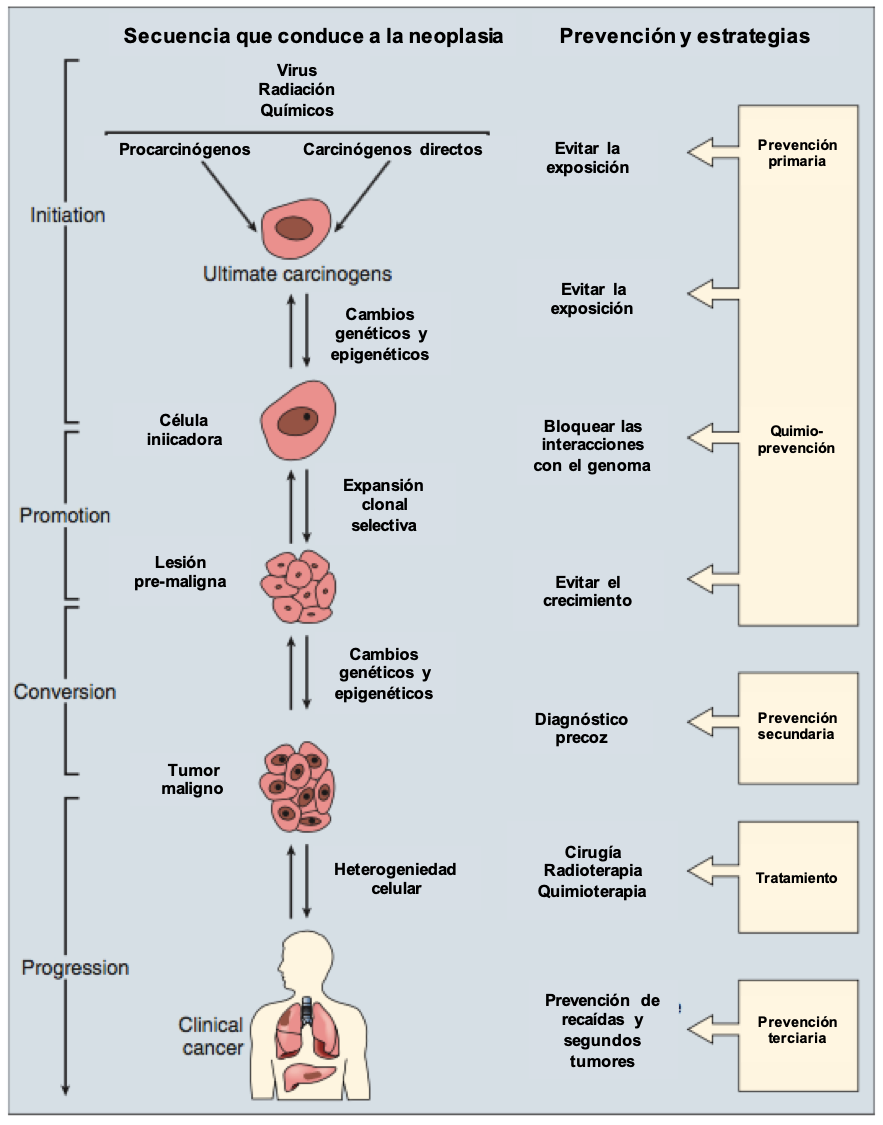 Secuencia que conduce a la neoplasia
Prevención y estrategias
Virus
Radiación
Químicos
Procarcinógenos
Carcinógenos directos
Evitar la
exposición
Prevención
primaria
Initiation
Ultimate carcinogens
Evitar la
exposición
Cambios
genéticos y
epigenéticos
Célula
iniicadora
Bloquear las
interacciones
con el genoma
Quimio-
prevención
Promotion
Expansión
clonal
selectiva
Lesión
pre-maligna
Evitar el
crecimiento
Conversion
Cambios
genéticos y
epigenéticos
Diagnóstico
precoz
Prevención
secundaria
Tumor
maligno
Heterogeniedad
celular
Cirugía
Radioterapia
Quimioterapia
Tratamiento
Progression
Clinical
cancer
Prevención de
recaídas y
segundos
tumores
Prevención
terciaria